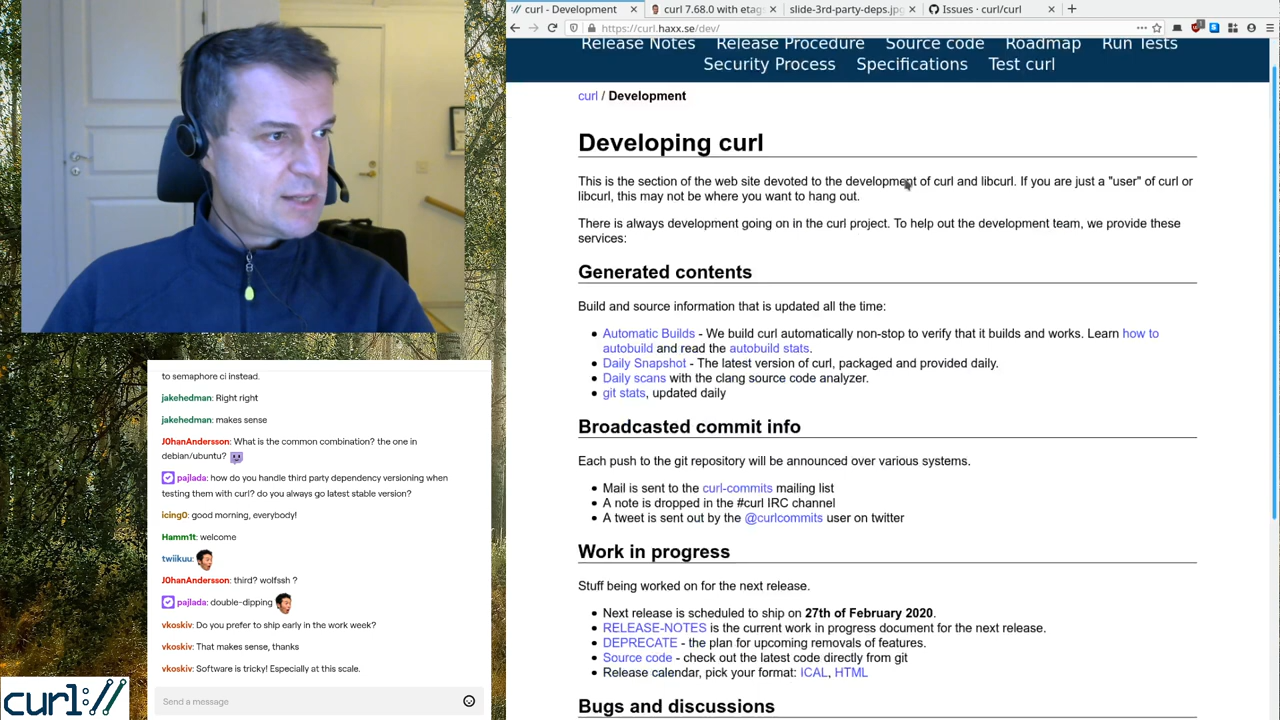 curl - Development
curl 7.68.0 with etags
slide-3rd-party-deps.jpg
Issues · curl/curl
https://curl.haxx.se/dev/
Release Notes Release Procedure Source code Roadmap Run Tests
Security Process Specifications Test curl
curl / Development
Developing curl
This is the section of the web site devoted to the development of curl and libcurl. If you are just a "user" of curl or
libcurl, this may not be where you want to hang out.
There is always development going on in the curl project. To help out the development team, we provide these
services:
Generated contents
Build and source information that is updated all the time:
Automatic Builds - We build curl automatically non-stop to verify that it builds and works. Learn how to
autobuild and read the autobuild stats.
Daily Snapshot - The latest version of curl, packaged and provided daily.
Daily scans with the clang source code analyzer.
git stats, updated daily
Broadcasted commit info
Each push to the git repository will be announced over various systems.
Mail is sent to the curl-commits mailing list
A note is dropped in the #curl IRC channel
A tweet is sent out by the @curlcommits user on twitter
Work in progress
Stuff being worked on for the next release.
Next release is scheduled to ship on 27th of February 2020.
RELEASE-NOTES is the current work in progress document for the next release.
DEPRECATE - the plan for upcoming removals of features.
Source code - check out the latest code directly from git
Release calendar, pick your format: ICAL, HTML
Bugs and discussions
to semaphore ci instead.
jakehedman: Right right
jakehedman: makes sense
J0hanAndersson: What is the common combination? the one in
debian/ubuntu?
pajlada: how do you handle third party dependency versioning when
testing them with curl? do you always go latest stable version?
icing0: good morning, everybody!
Hamm1t: welcome
twiikuu:
J0hanAndersson: third? wolfssh ?
pajlada: double-dipping
vkoskiv: Do you prefer to ship early in the work week?
vkoskiv: That makes sense, thanks
vkoskiv: Software is tricky! Especially at this scale.
Send a message
curl://